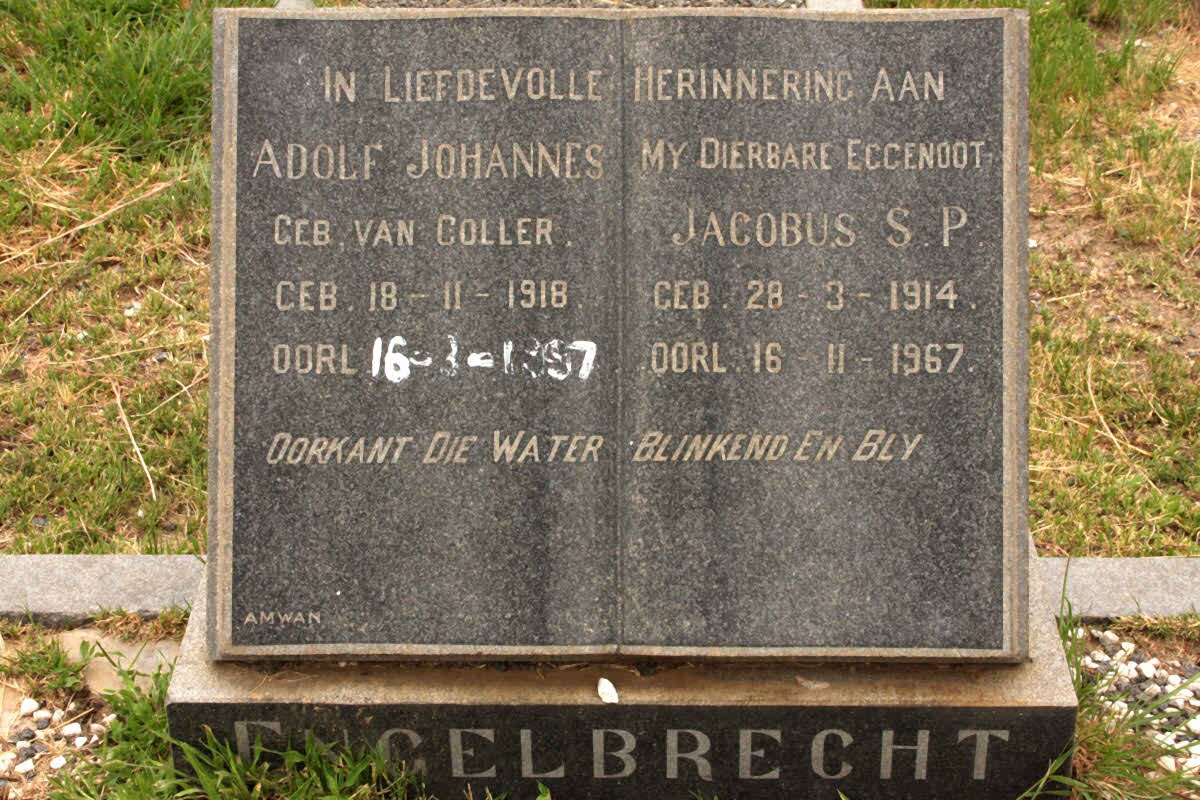 IN LIEFDEVOLLE HERINNERING AAN
ADOLF JOHANNES
GEB. VAN COLLER.
GEB. 18-11-1918.
OORL 16-3-1997
MY DIERBARE EGGENOOT
JACOBUS S.P.
GEB. 28-3-1914.
OORL. 16-11-1967.
OORKANT DIE WATER BLINKEND EN BLY
AMWAN
ENGELBRECHT